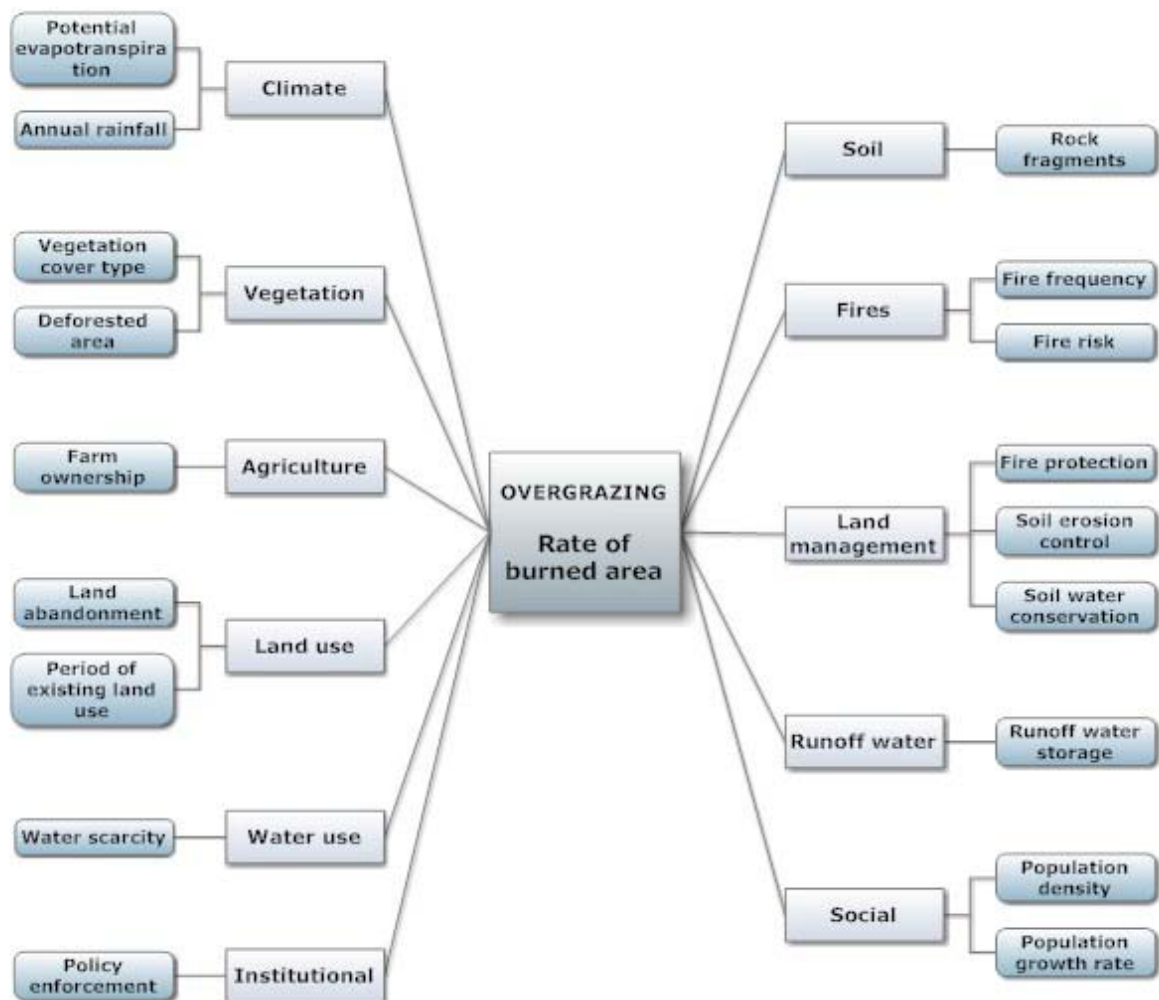 Potential
evapotranspira
tion
Annual rainfall
Climate
Vegetation
cover type
Deforested
area
Vegetation
Farm
ownership
Agriculture
Land
abandonment
Period of
existing land
use
Land use
Water scarcity
Water use
Policy
enforcement
Institutional
OVERGRAZING
Rate of
burned area
Soil
Rock
fragments
Fires
Fire frequency
Fire risk
Land
management
Fire protection
Soil erosion
control
Soil water
conservation
Runoff water
Runoff water
storage
Social
Population
density
Population
growth rate